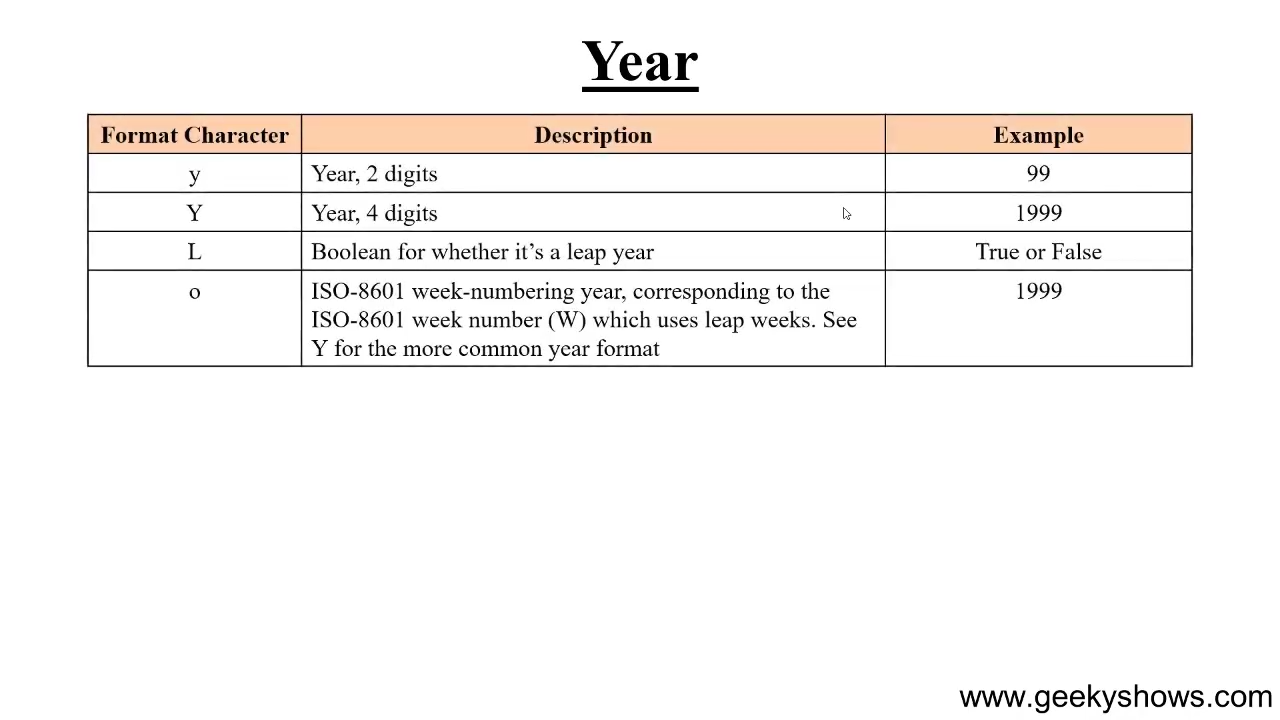 Year
Format Character Description Example
y Year, 2 digits 99
Y Year, 4 digits 1999
L Boolean for whether it’s a leap year True or False
o ISO-8601 week-numbering year, corresponding to the 1999
ISO-8601 week number (W) which uses leap weeks. See
Y for the more common year format
www.geekyshows.com